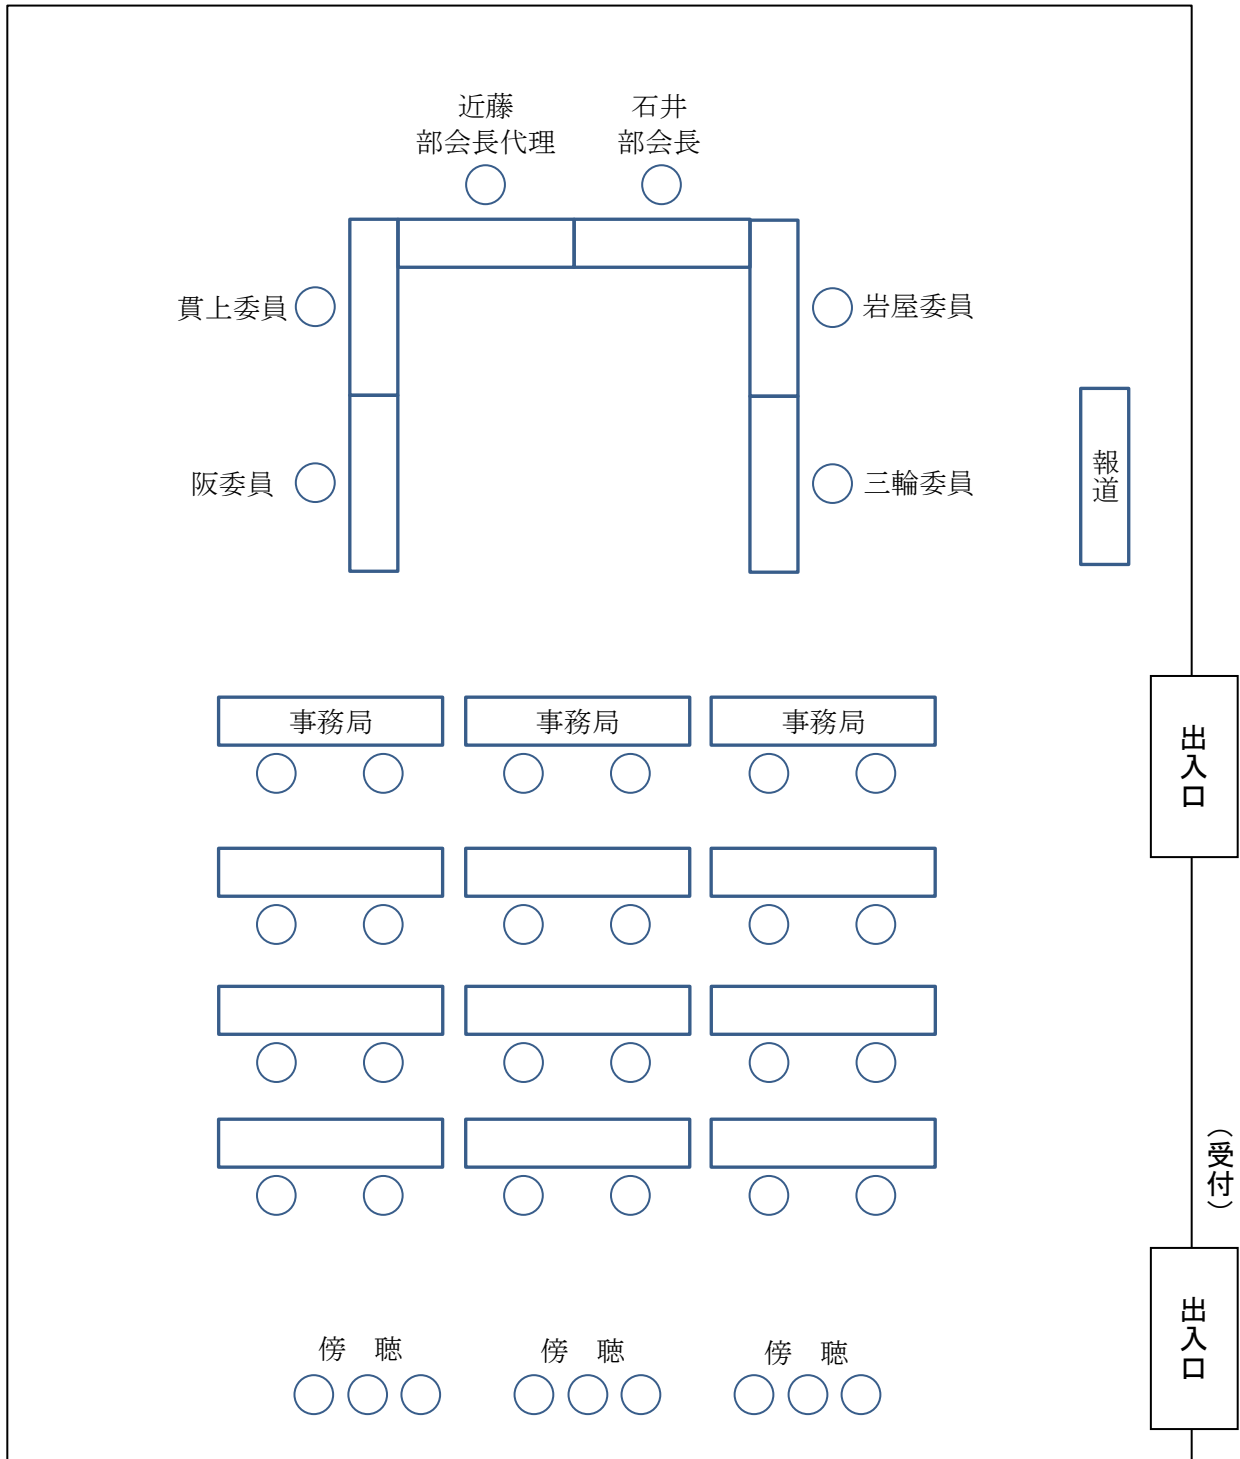 近藤
部会長代理
石井
部会長
貫上委員
岩屋委員
阪委員
三輪委員
報道
事務局
事務局
事務局
出入口
（受付）
出入口
傍　聴
傍　聴
傍　聴